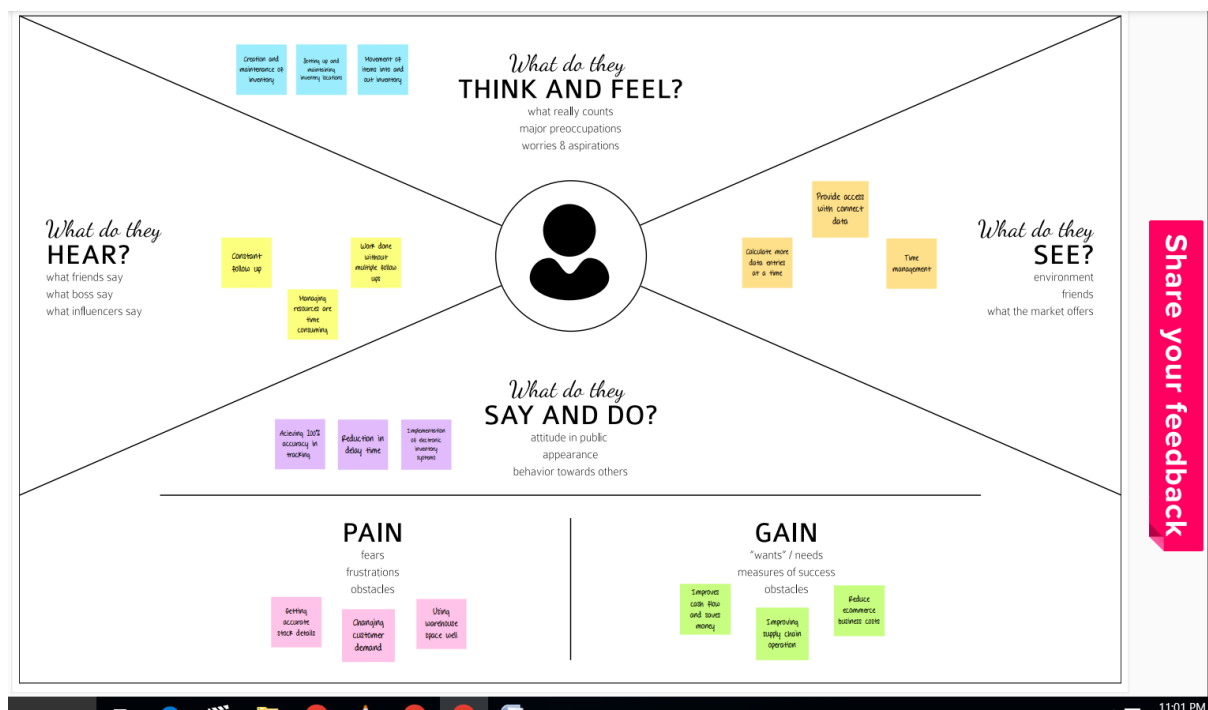 Creation and
maintenance of
inventory
Setting up and
maintaining
inventry locations
Movement of
items into and
out inventory
What do they
THINK AND FEEL?
what really counts
major preoccupations
worries & aspirations
What do they
HEAR?
what friends say
what boss say
what influencers say
Constant
follow up
Work done
without
multiple follow
ups
Managing
resources are
time
consuming
Provide access
with connect
data
Calculate more
data entries
at a time
Time
management
What do they
SEE?
environment
friends
what the market offers
What do they
SAY AND DO?
attitude in public
appearance
behavior towards others
Acieving 100%
accuracy in
tracking
Reduction in
delay time
Implementation
of electronic
inventory
systems
PAIN
fears
frustrations
obstacles
Getting
accurate
stock details
Changing
customer
demand
Using
warehouse
space well
GAIN
"wants" / needs
measures of success
obstacles
Improves
cash flow
and saves
money
Improving
supply chain
operation
Reduce
ecommerce
business costs
Share your feedback
11:01 PM